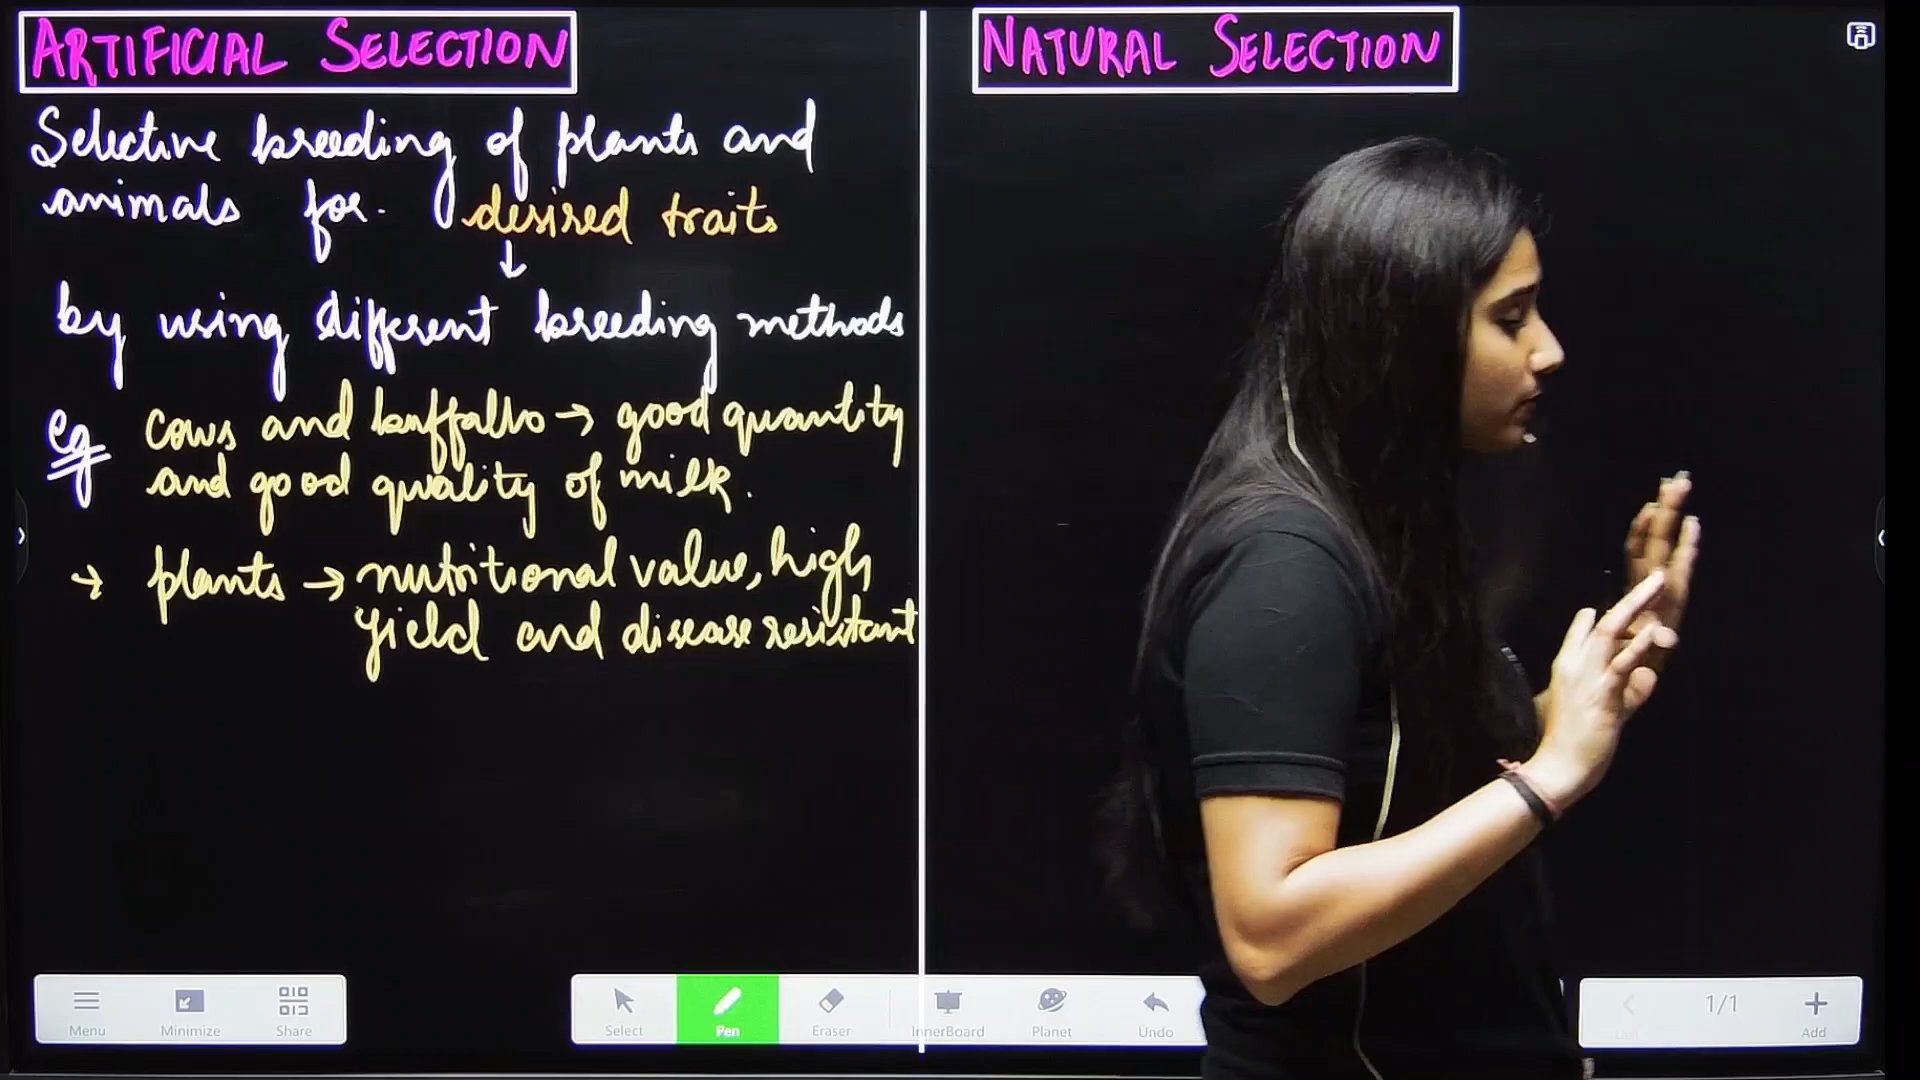 ARTIFICIAL SELECTION
Selective breeding of plants and
animals for desired traits
↓
by using different breeding methods
eg cows and buffallo → good quantity
and good quality of milk.
→ plants → nutritional value, high
yield and disease resistant
NATURAL SELECTION
Menu Minimize Share
Select Pen Eraser InnerBoard Planet Undo
1/1
Add